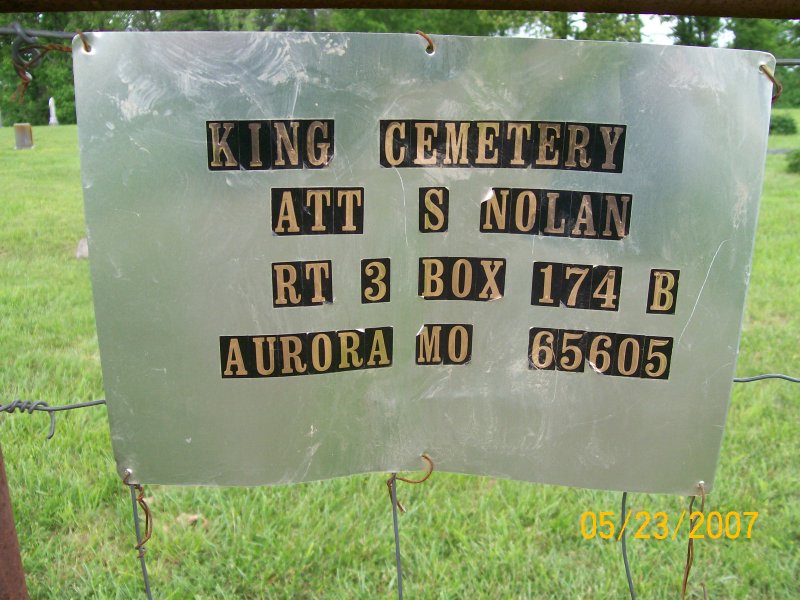 KING CEMETERY
ATT S NOLAN
RT 3 BOX 174 B
AURORA MO 65605
05/23/2007